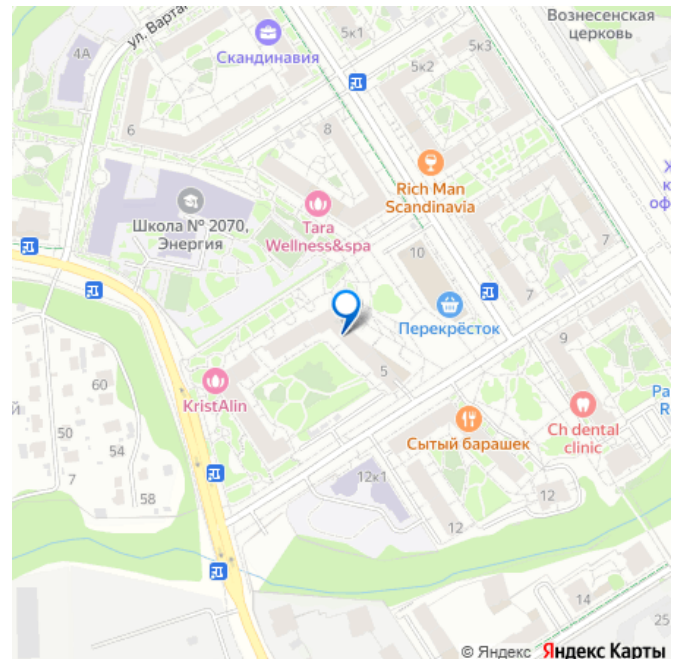 Вознесенская
церковь
ул. Варта
5к1
Скандинавия
4А
5к2
5к3
6
8
Rich Man
Scandinavia
Школа № 2070,
Энергия
Tara
Wellness&spa
10
7
7
Перекрёсток
9
5
60
KristAlin
50
54
7
58
Сытый барашек
Ch dental
clinic
12к1
12
12
14
25
© Яндекс Яндекс Карты